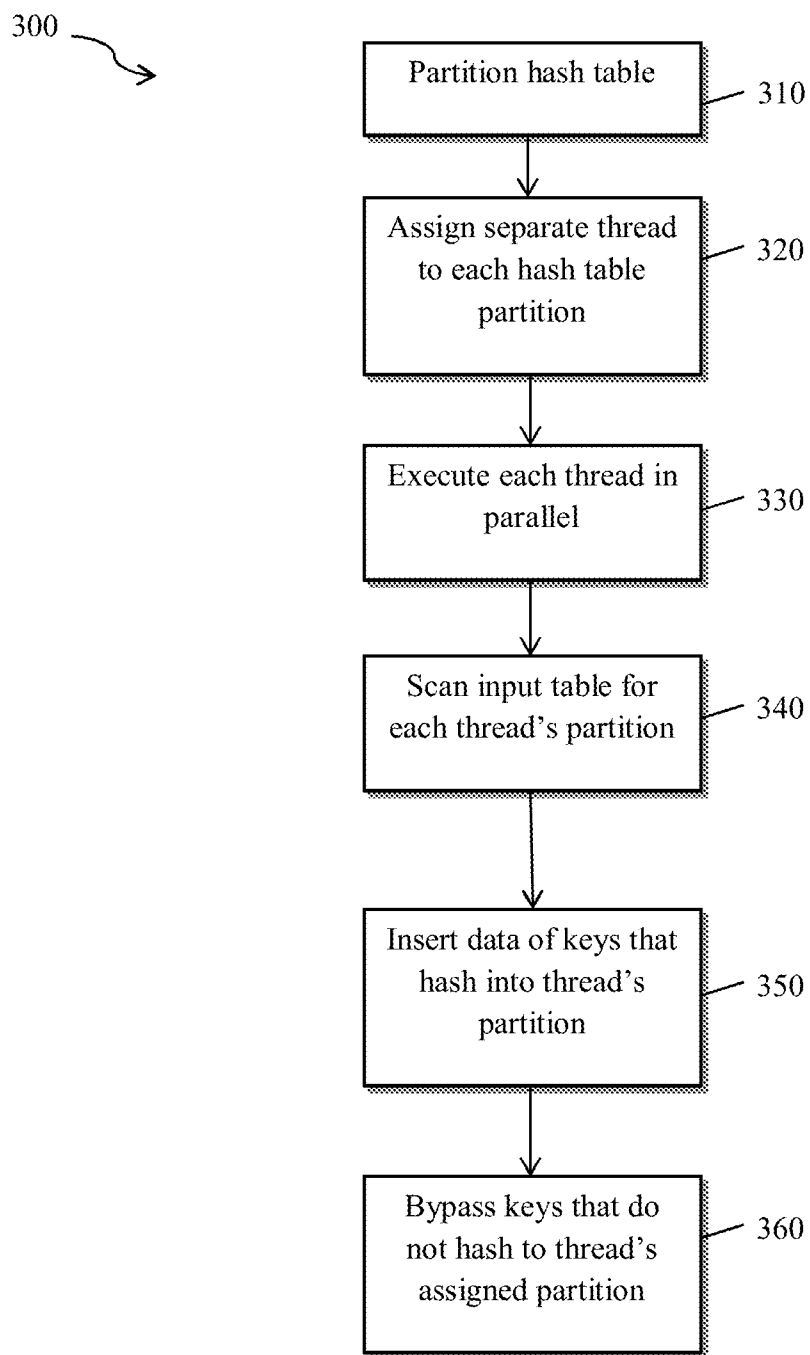 300
Partition hash table
310
Assign separate thread
to each hash table
partition
320
Execute each thread in
parallel
330
Scan input table for
each thread's partition
340
Insert data of keys that
hash into thread's
partition
350
Bypass keys that do
not hash to thread's
assigned partition
360